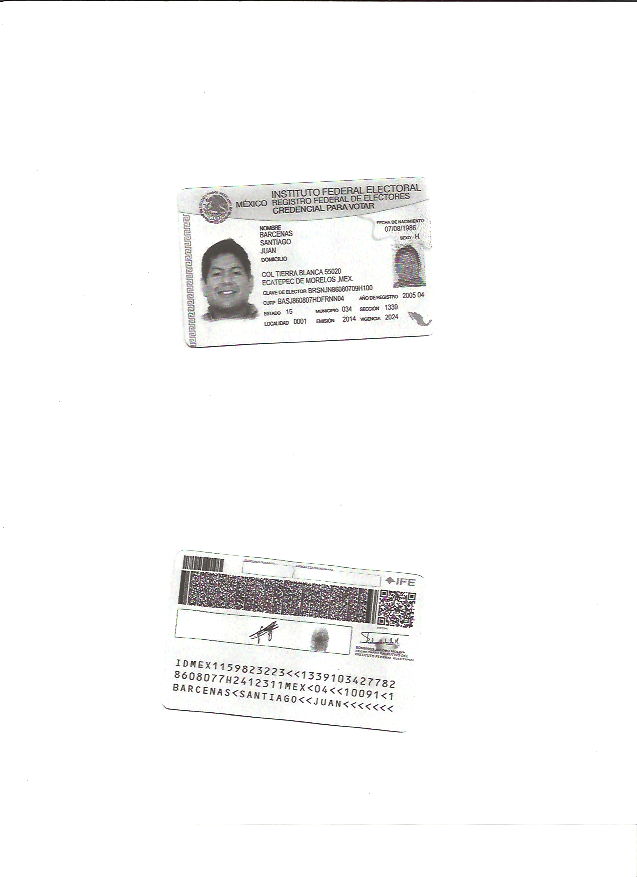 INSTITUTO FEDERAL ELECTORAL
MÉXICO REGISTRO FEDERAL DE ELECTORES
CREDENCIAL PARA VOTAR
NOMBRE
BARCENAS
SANTIAGO
JUAN
FECHA DE NACIMIENTO
07/08/1986
SEXO H
DOMICILIO
COL TIERRA BLANCA 55020
ECATEPEC DE MORELOS ,MEX.
CLAVE DE ELECTOR BRSNJN86080709H100
CURP BASJ860807HDFRNN04 AÑO DE REGISTRO 2005 04
ESTADO 15 MUNICIPIO 034 SECCIÓN 1339
LOCALIDAD 0001 EMISIÓN 2014 VIGENCIA 2024
IFE
IDMEX1159823223<<1339103427782
8608077H2412311MEX<04<<10091<1
BARCENAS<SANTIAGO<<JUAN<<<<<<<